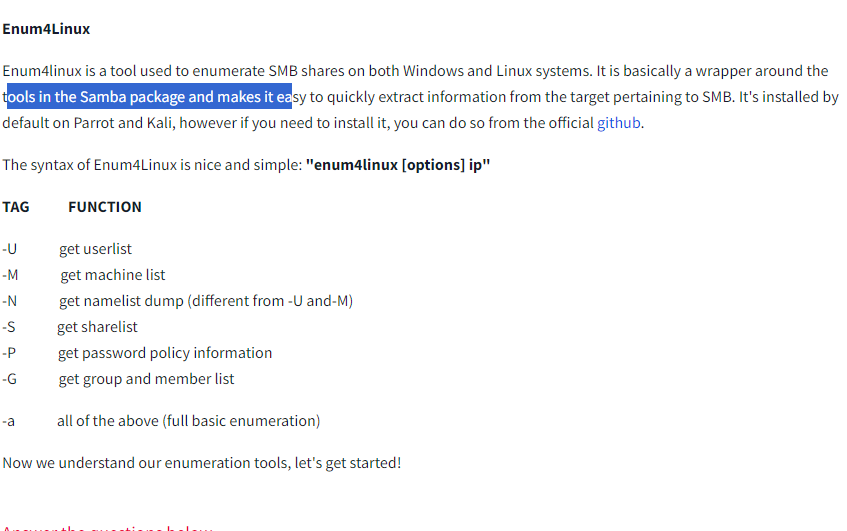 Enum4Linux
Enum4linux is a tool used to enumerate SMB shares on both Windows and Linux systems. It is basically a wrapper around the
tools in the Samba package and makes it easy to quickly extract information from the target pertaining to SMB. It's installed by
default on Parrot and Kali, however if you need to install it, you can do so from the official github.
The syntax of Enum4Linux is nice and simple: "enum4linux [options] ip"
TAG FUNCTION
-U get userlist
-M get machine list
-N get namelist dump (different from -U and-M)
-S get sharelist
-P get password policy information
-G get group and member list
-a all of the above (full basic enumeration)
Now we understand our enumeration tools, let's get started!
Answer the questions below